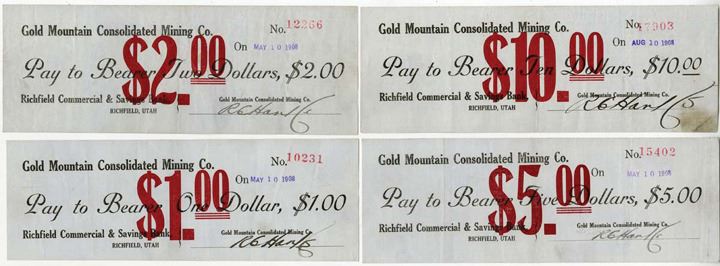 Gold Mountain Consolidated Mining Co. No. 12266
$2.00
On MAY 10 1908
Pay to Bearer Two Dollars, $2.00
Richfield Commercial & Savings Bank,
RICHFIELD, UTAH
Gold Mountain Consolidated Mining Co.
Gold Mountain Consolidated Mining Co. No. 17903
$10.00
On AUG 10 1908
Pay to Bearer Ten Dollars, $10.00
Richfield Commercial & Savings Bank,
RICHFIELD, UTAH
Gold Mountain Consolidated Mining Co.
Gold Mountain Consolidated Mining Co. No. 10231
$1.00
On MAY 10 1908
Pay to Bearer One Dollar, $1.00
Richfield Commercial & Savings Bank,
RICHFIELD, UTAH
Gold Mountain Consolidated Mining Co.
Gold Mountain Consolidated Mining Co. No. 15402
$5.00
On MAY 10 1908
Pay to Bearer Five Dollars, $5.00
Richfield Commercial & Savings Bank,
RICHFIELD, UTAH
Gold Mountain Consolidated Mining Co.